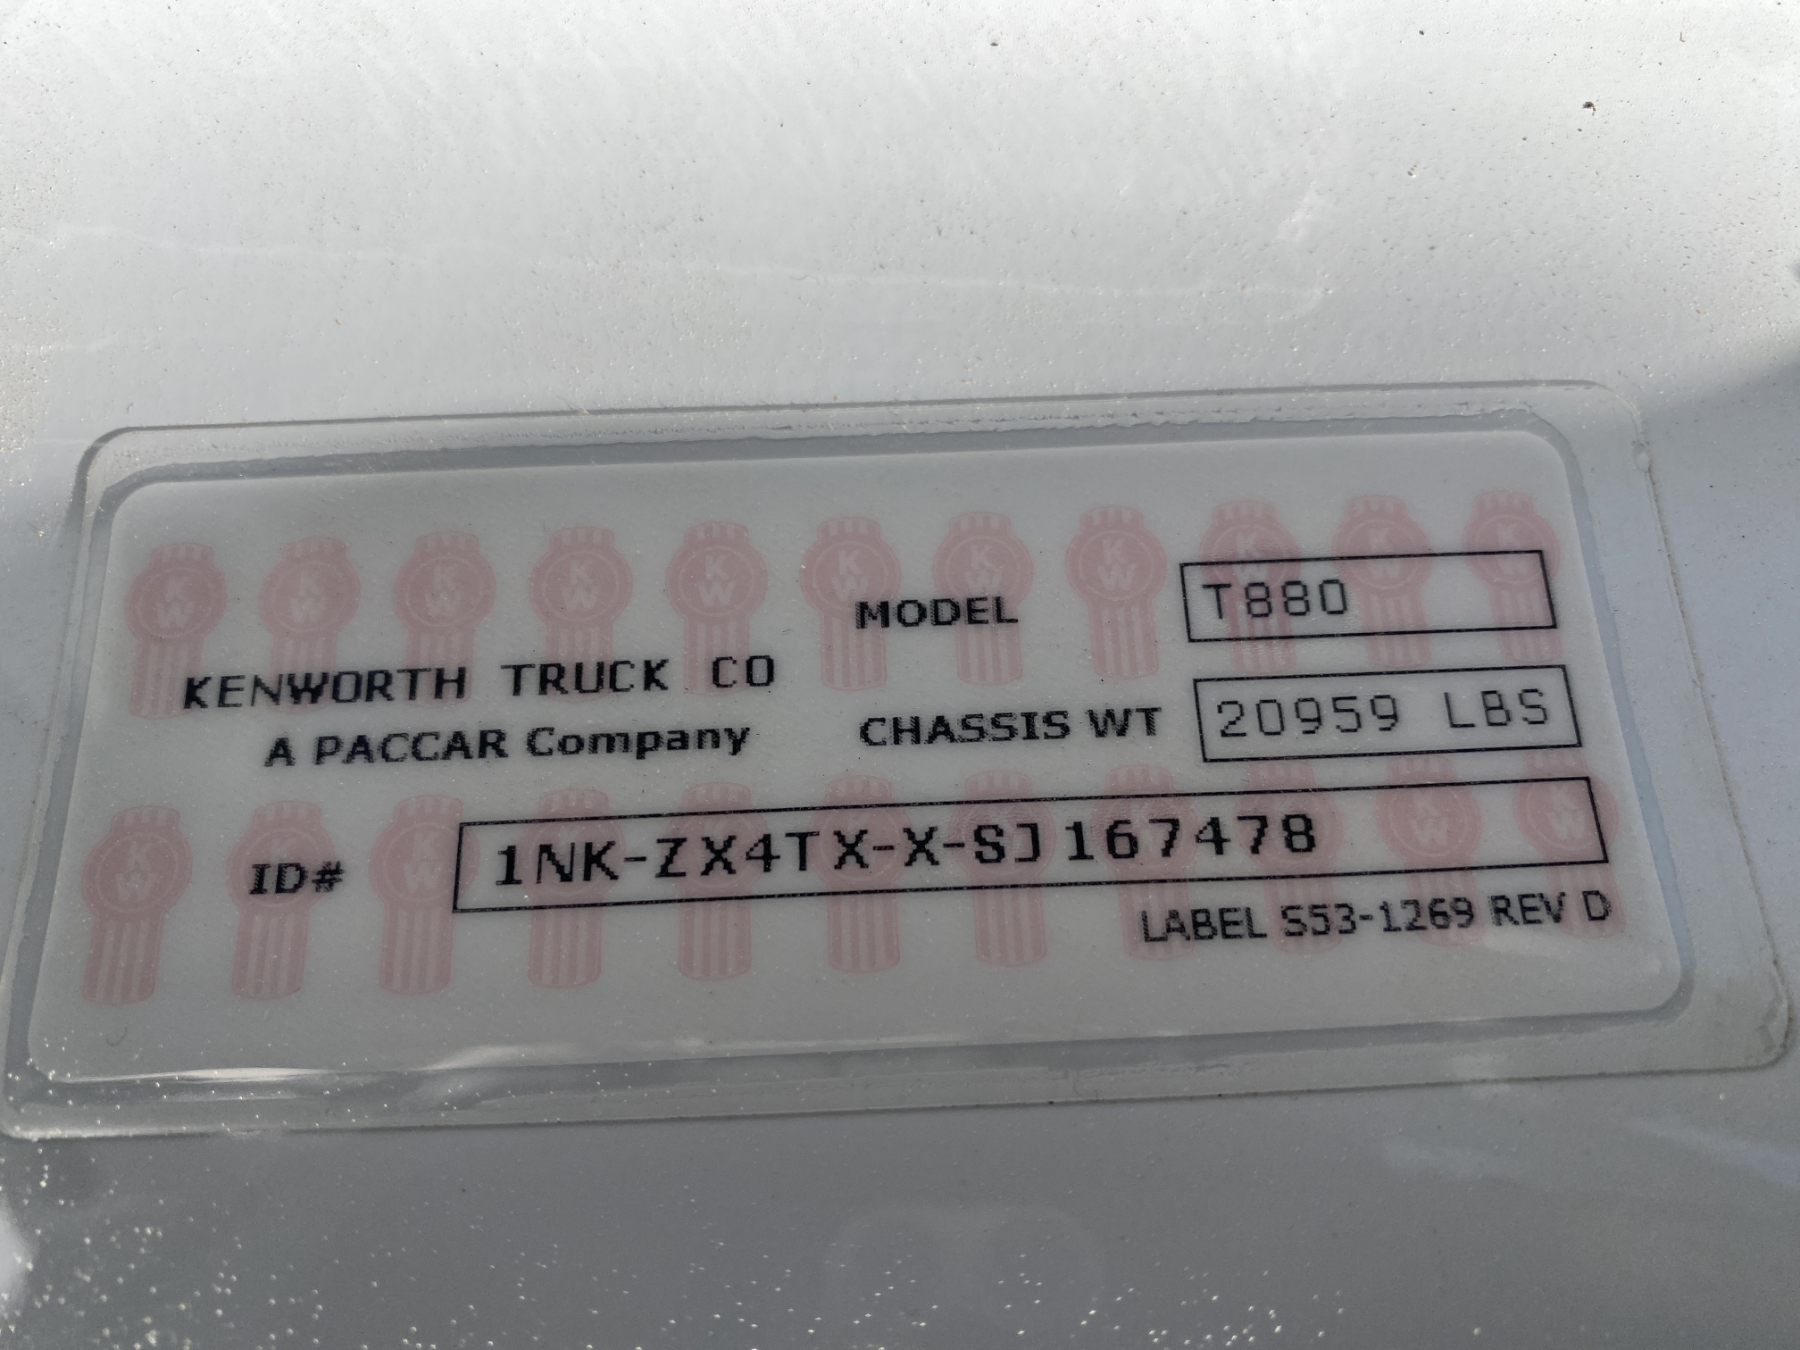 MODEL T880
KENWORTH TRUCK CO
A PACCAR Company
CHASSIS WT 20959 LBS
ID# 1NK-ZX4TX-X-SJ167478
LABEL S53-1269 REV D